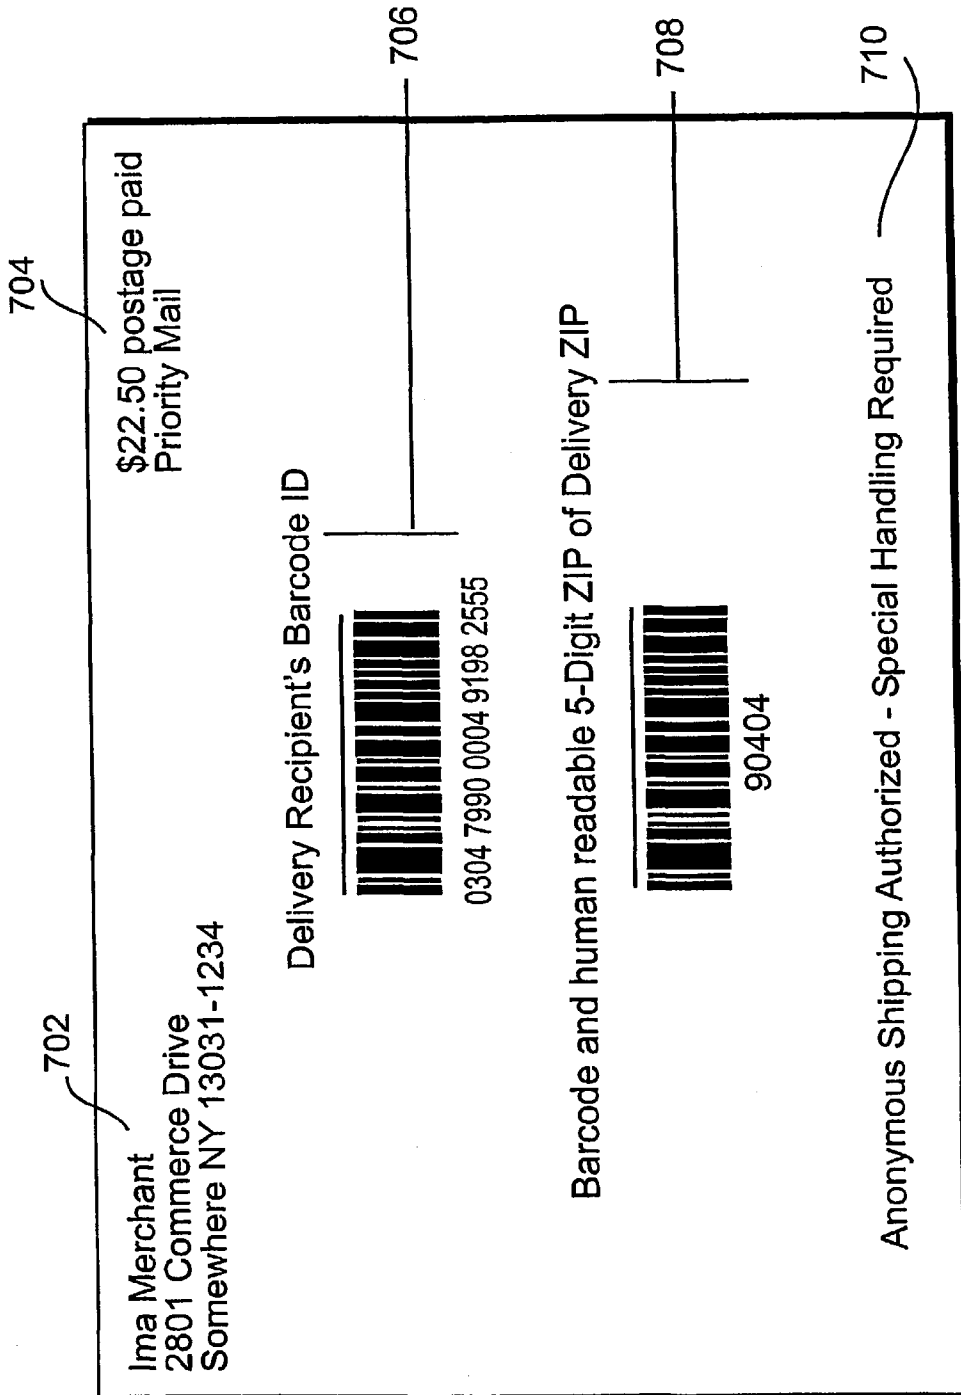 702
704
Ima Merchant
2801 Commerce Drive
Somewhere NY 13031-1234
$22.50 postage paid
Priority Mail
Delivery Recipient's Barcode ID
706
0304 7990 0004 9198 2555
Barcode and human readable 5-Digit ZIP of Delivery ZIP
708
90404
Anonymous Shipping Authorized - Special Handling Required
710